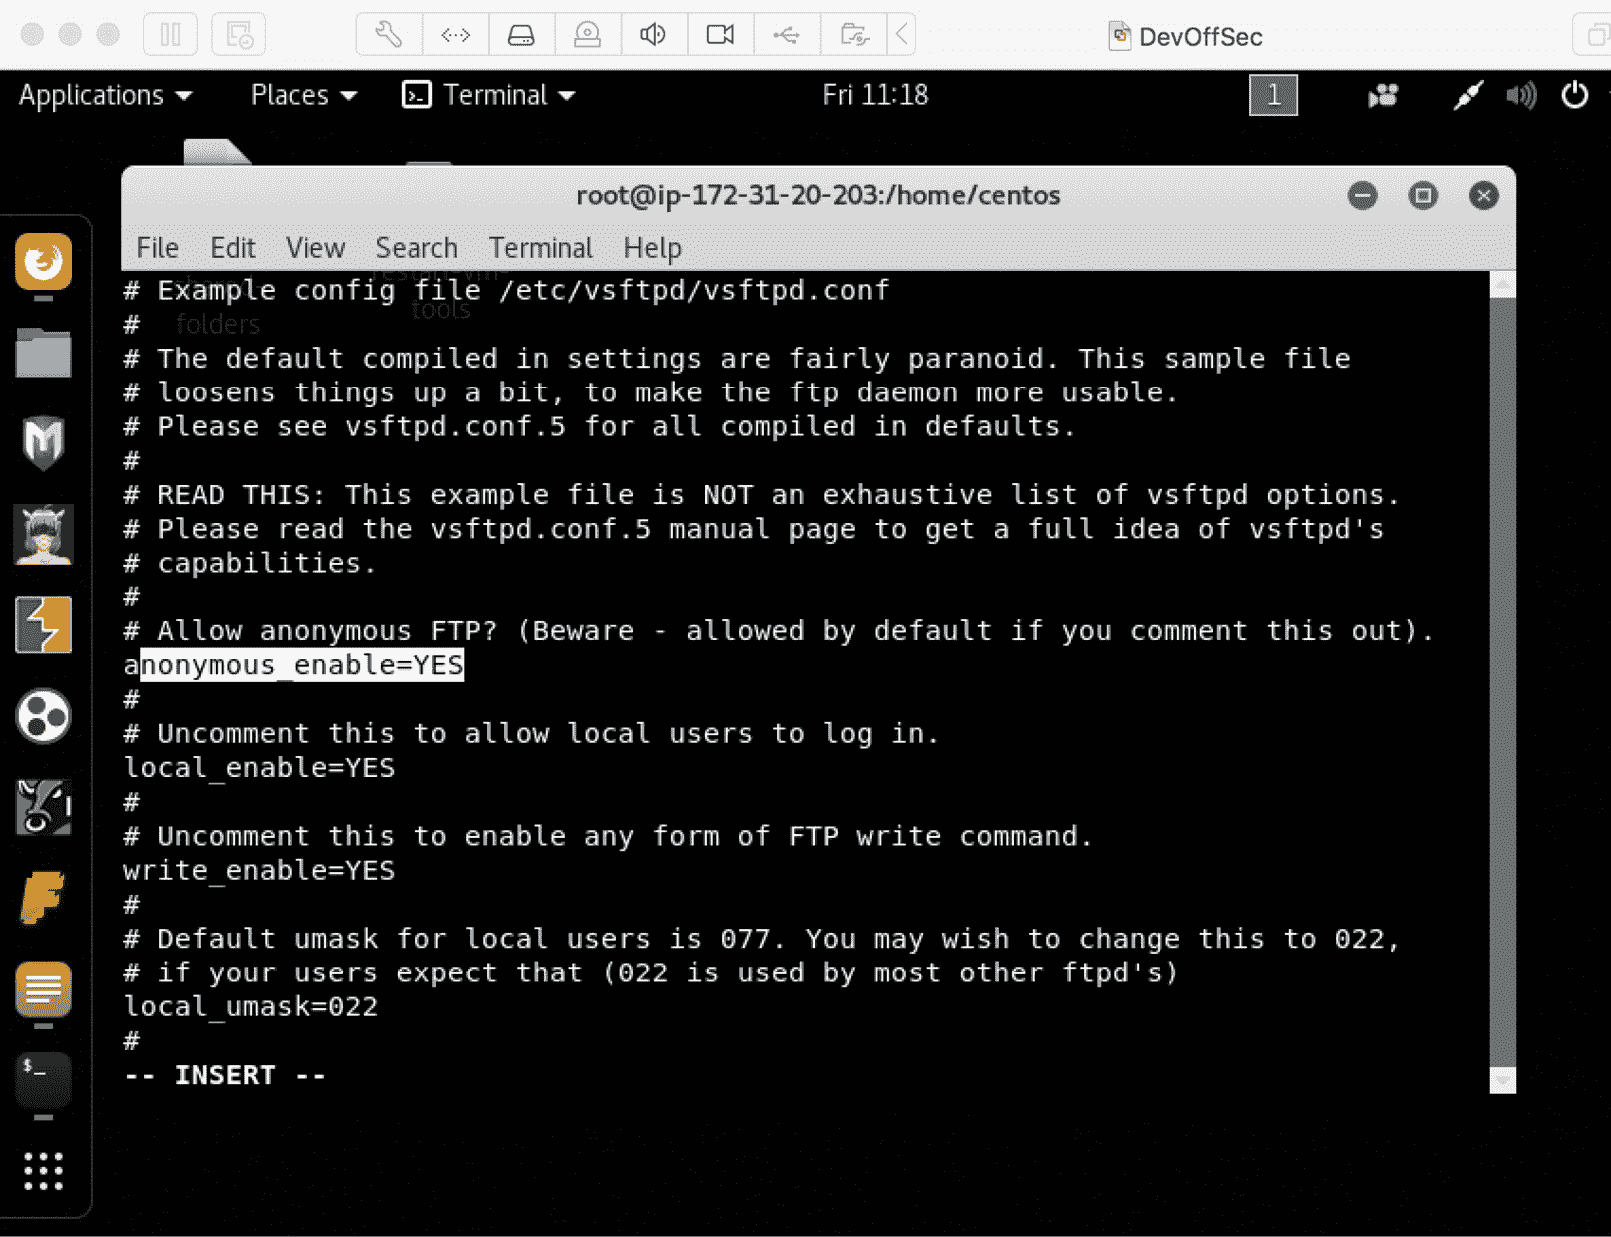 DevOffSec
Applications Places Terminal Fri 11:18 1
root@ip-172-31-20-203:/home/centos
File Edit View Search Terminal Help
# Example config file /etc/vsftpd/vsftpd.conf
#
folders tools
# The default compiled in settings are fairly paranoid. This sample file
# loosens things up a bit, to make the ftp daemon more usable.
# Please see vsftpd.conf.5 for all compiled in defaults.
#
# READ THIS: This example file is NOT an exhaustive list of vsftpd options.
# Please read the vsftpd.conf.5 manual page to get a full idea of vsftpd's
# capabilities.
#
# Allow anonymous FTP? (Beware - allowed by default if you comment this out).
anonymous_enable=YES
#
# Uncomment this to allow local users to log in.
local_enable=YES
#
# Uncomment this to enable any form of FTP write command.
write_enable=YES
#
# Default umask for local users is 077. You may wish to change this to 022,
# if your users expect that (022 is used by most other ftpd's)
local_umask=022
#
-- INSERT --
$_